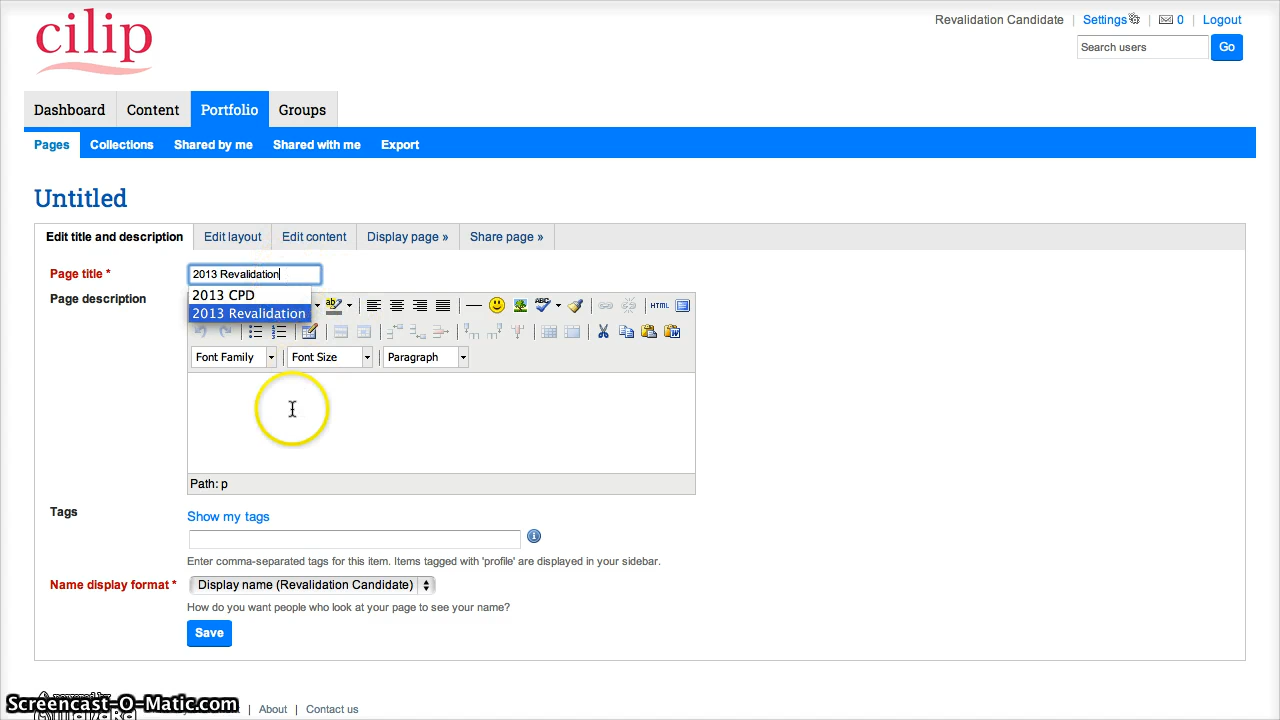 cilip
Revalidation Candidate | Settings | 0 | Logout
Search users Go
Dashboard Content Portfolio Groups
Pages Collections Shared by me Shared with me Export
Untitled
Edit title and description Edit layout Edit content Display page » Share page »
Page title * 2013 Revalidation
Page description
2013 CPD
2013 Revalidation
ABC HTML
Font Family Font Size Paragraph
Path: p
Tags Show my tags
Enter comma-separated tags for this item. Items tagged with 'profile' are displayed in your sidebar.
Name display format * Display name (Revalidation Candidate)
How do you want people who look at your page to see your name?
Save
Screencast-O-Matic.com
| About | Contact us